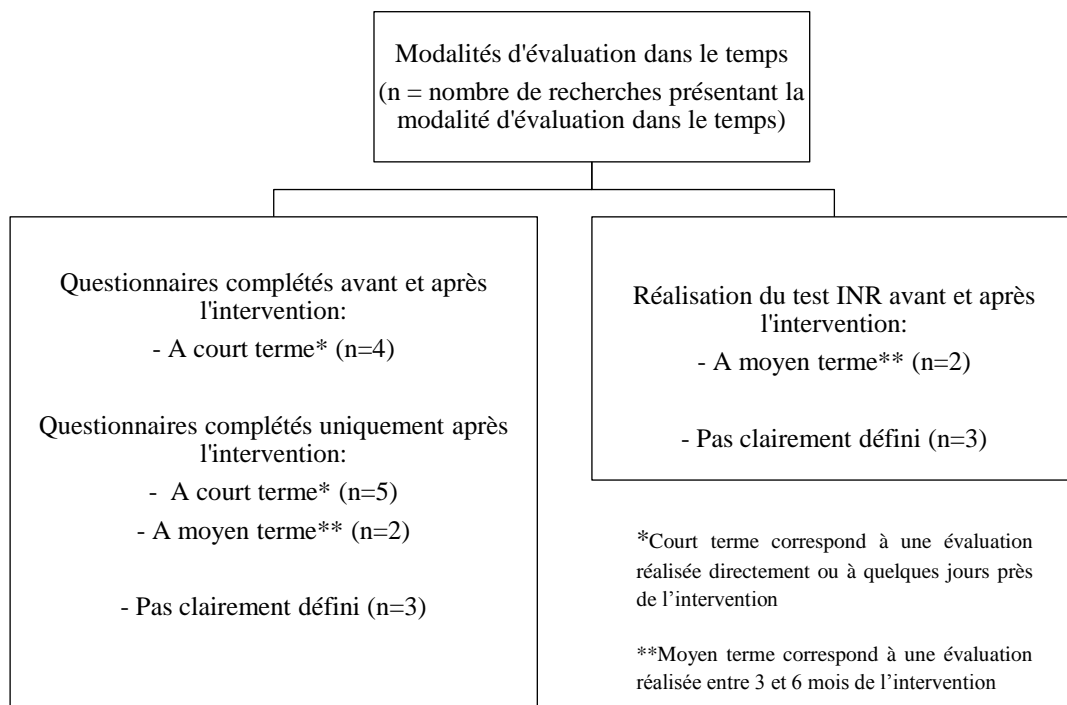 Modalités d'évaluation dans le temps
(n = nombre de recherches présentant la
modalité d'évaluation dans le temps)
Questionnaires complétés avant et après
l'intervention:
- A court terme* (n=4)
Questionnaires complétés uniquement après
l'intervention:
- A court terme* (n=5)
- A moyen terme** (n=2)
- Pas clairement défini (n=3)
Réalisation du test INR avant et après
l'intervention:
- A moyen terme** (n=2)
- Pas clairement défini (n=3)
*Court terme correspond à une évaluation
réalisée directement ou à quelques jours près
de l’intervention
**Moyen terme correspond à une évaluation
réalisée entre 3 et 6 mois de l’intervention